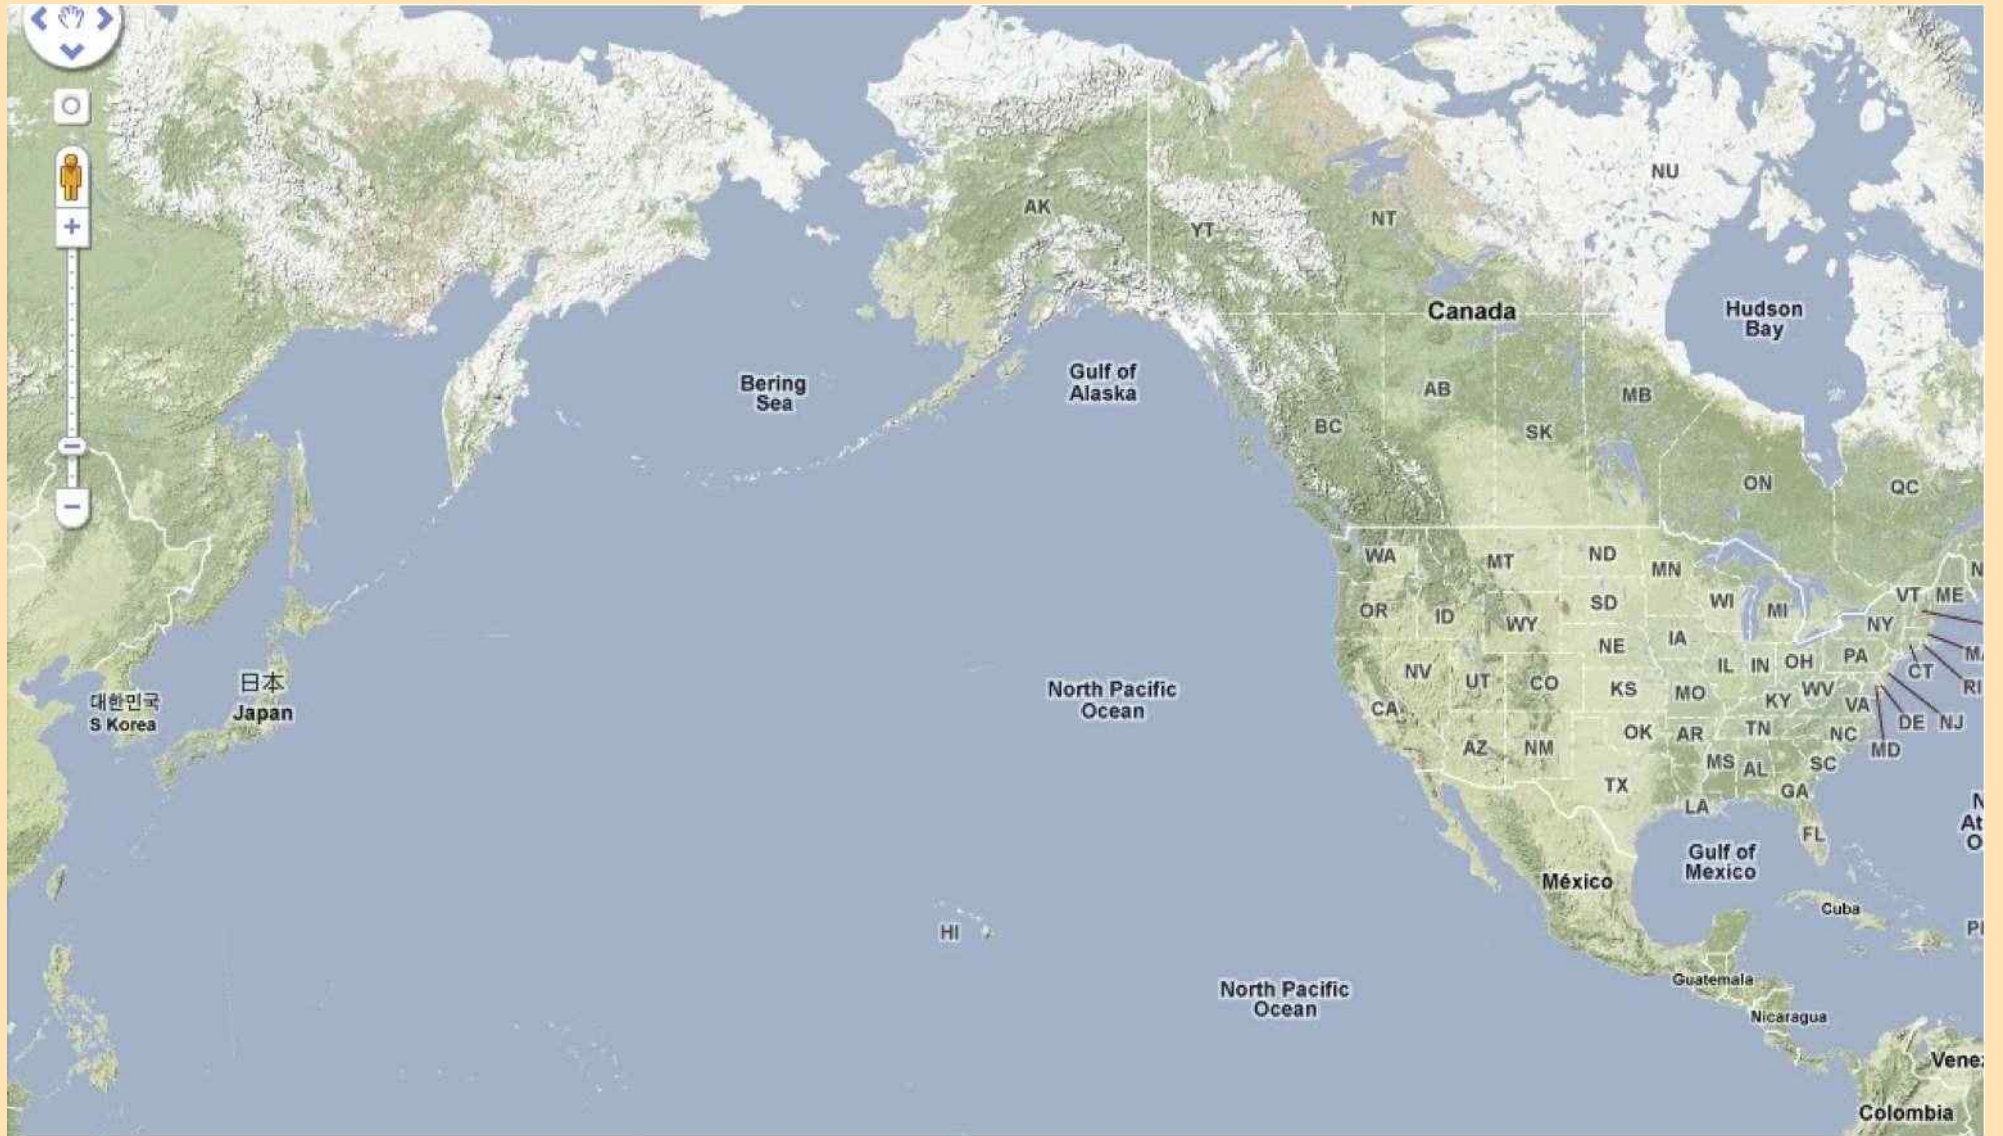 NU
AK
NT
YT
Canada
Hudson
Bay
Gulf of
Alaska
Bering
Sea
AB
MB
BC
SK
ON
QC
WA
MT
ND
MN
VT
ME
OR
ID
SD
WI
MI
WY
NY
IA
NE
PA
IL
IN
OH
NV
CT
UT
CO
KS
MO
WV
RI
KY
CA
VA
日本
Japan
대한민국
S Korea
North Pacific
Ocean
DE
NJ
TN
OK
AR
NC
AZ
NM
MD
MS
AL
SC
TX
GA
LA
FL
Gulf of
Mexico
México
Cuba
HI
Guatemala
North Pacific
Ocean
Nicaragua
Colombia